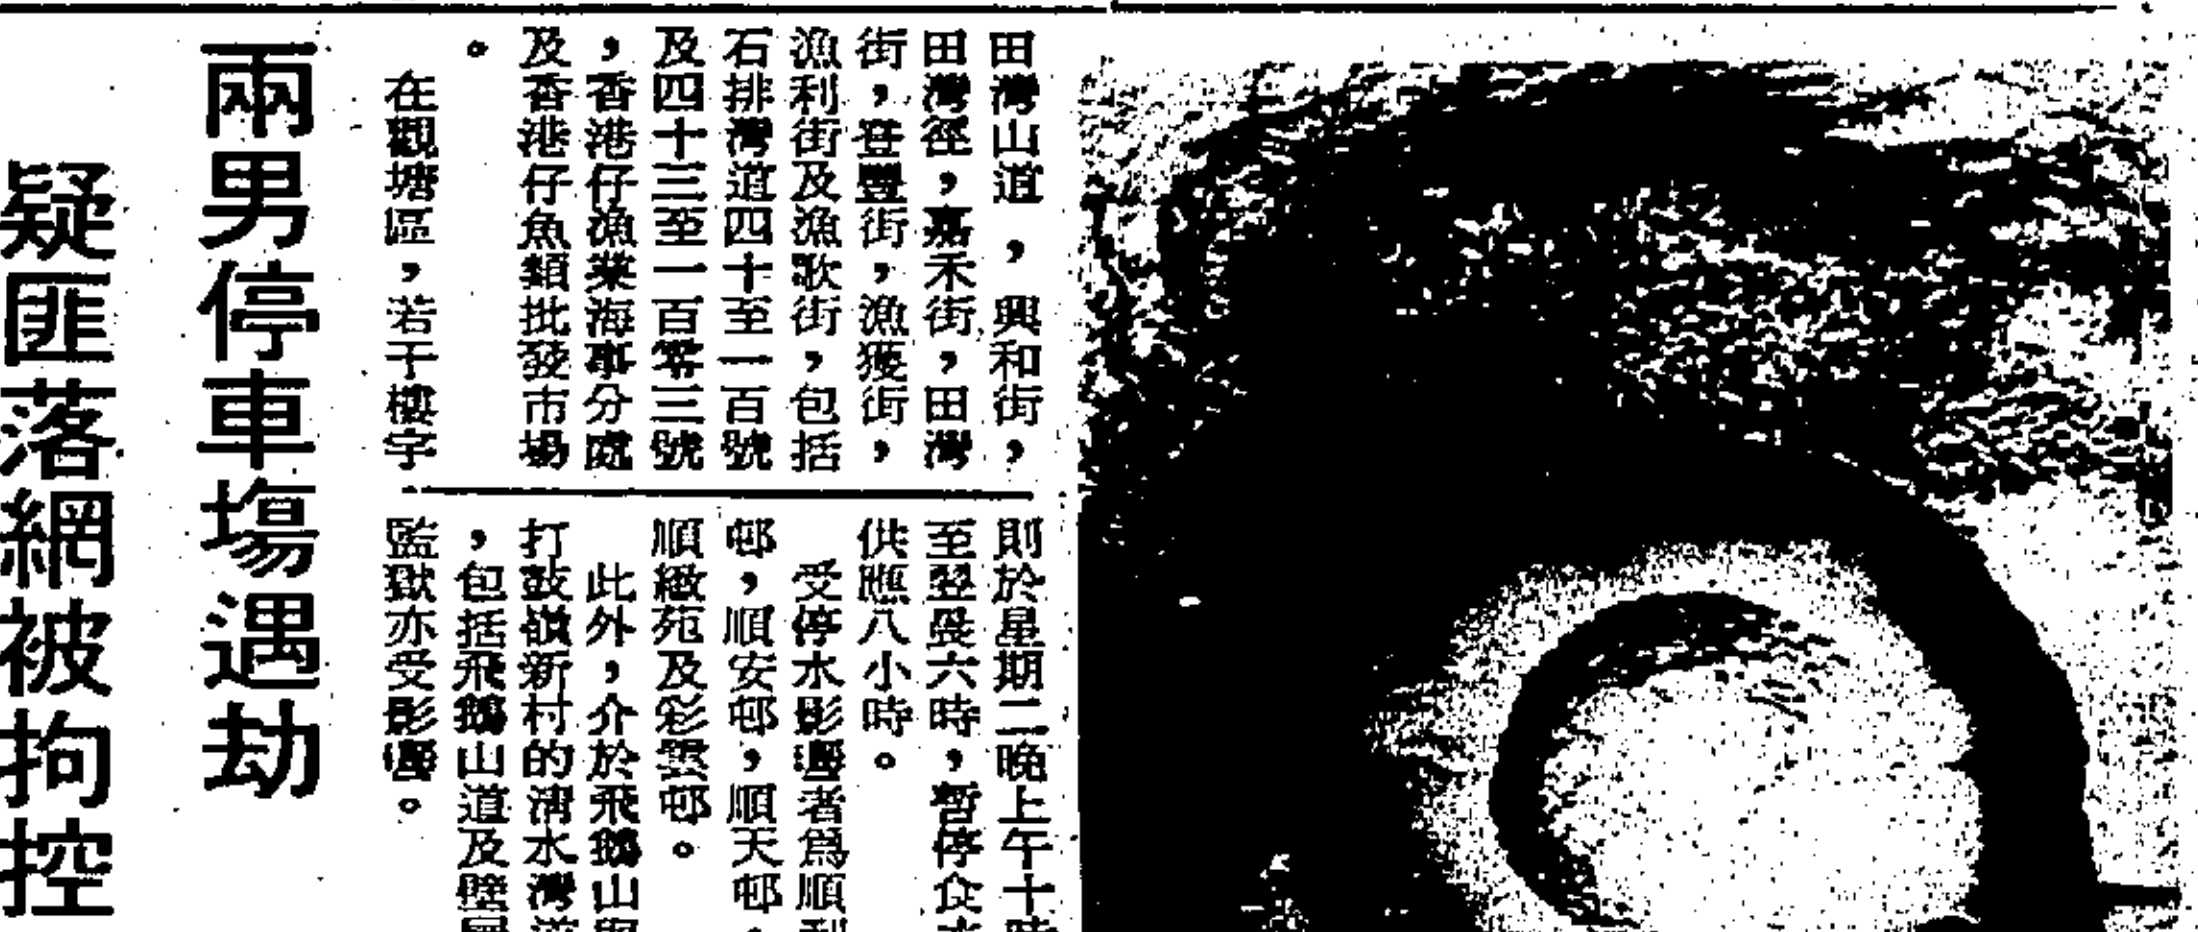 田灣山道，興和街，
田灣徑，嘉禾街，田灣
街，登豐街，漁獲街，
漁利街及漁歌街，包括
石排灣道四十至一百號
及四十三至一百零三號
，香港仔漁業海事分處
及香港仔魚類批發市場
。
在觀塘區，若干樓宇
則於星期二晚上午十時
至翌晨六時，暫停食水
供應八小時。
受停水影響者爲順利
邨，順安邨，順天邨，
順緻苑及彩雲邨。
此外，介於飛鵝山與
打鼓嶺新村的清水灣道
，包括飛鵝山道及壁屋
監獄亦受影響。
兩男停車塲遇劫
疑匪落網被拘控